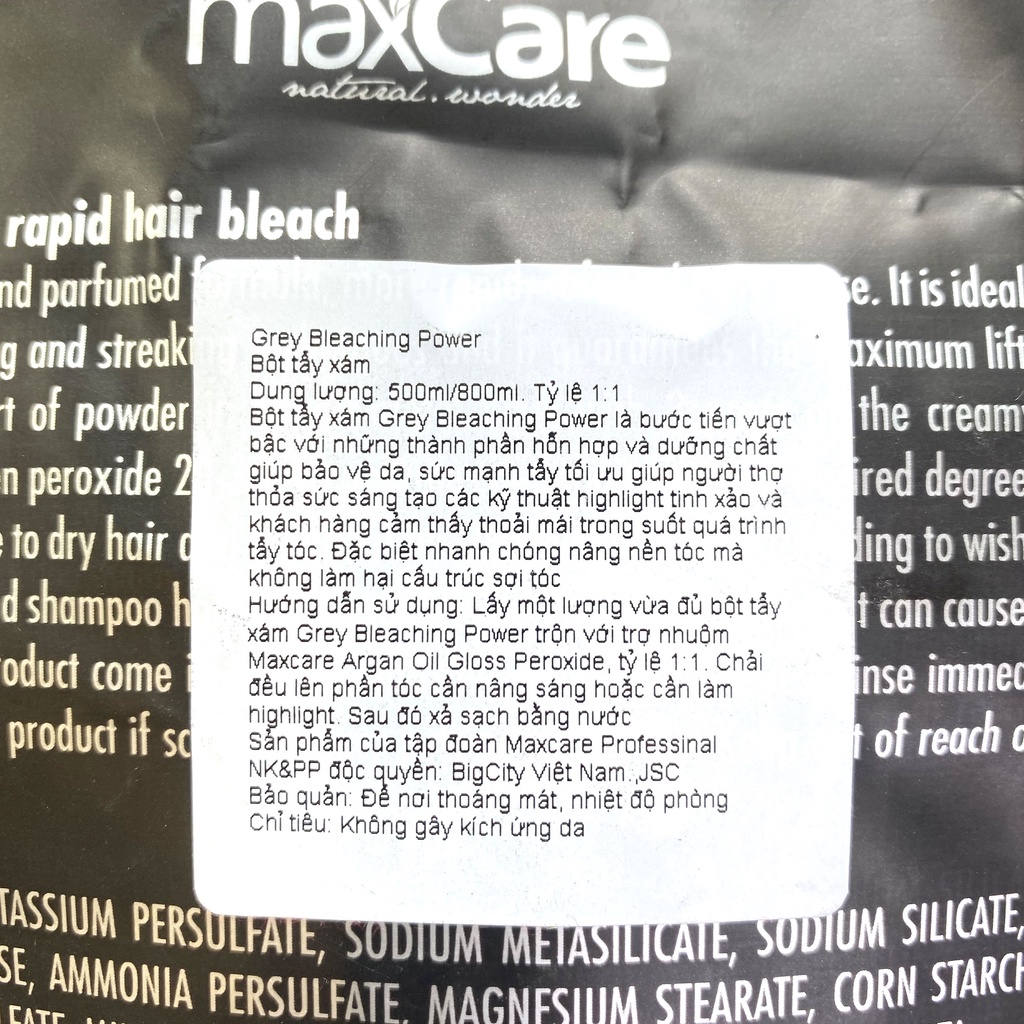 maxCare
natural.wonder
rapid hair bleach
nd parfumed se. It is ideal
g and streaki aximum lift
rt of powder the cream
n peroxide 2 ired degree
e to dry hair ding to wish
d shampoo h t can cause
roduct come i inse immed
product if sc t of reach o
Grey Bleaching Power
Bột tẩy xám
Dung lượng: 500ml/800ml. Tỷ lệ 1:1
Bột tẩy xám Grey Bleaching Power là bước tiến vượt
bậc với những thành phần hỗn hợp và dưỡng chất
giúp bảo vệ da, sức mạnh tẩy tối ưu giúp người thợ
thỏa sức sáng tạo các kỹ thuật highlight tinh xảo và
khách hàng cảm thấy thoải mái trong suốt quá trình
tẩy tóc. Đặc biệt nhanh chóng nâng nền tóc mà
không làm hại cấu trúc sợi tóc
Hướng dẫn sử dụng: Lấy một lượng vừa đủ bột tẩy
xám Grey Bleaching Power trộn với trợ nhuộm
Maxcare Argan Oil Gloss Peroxide, tỷ lệ 1:1. Chải
đều lên phần tóc cần nâng sáng hoặc cần làm
highlight. Sau đó xả sạch bằng nước
Sản phẩm của tập đoàn Maxcare Professinal
NK&PP độc quyền: BigCity Việt Nam.,JSC
Bảo quản: Để nơi thoáng mát, nhiệt độ phòng
Chỉ tiêu: Không gây kích ứng da
TASSIUM PERSULFATE, SODIUM METASILICATE, SODIUM SILICATE,
SE, AMMONIA PERSULFATE, MAGNESIUM STEARATE, CORN STARCH